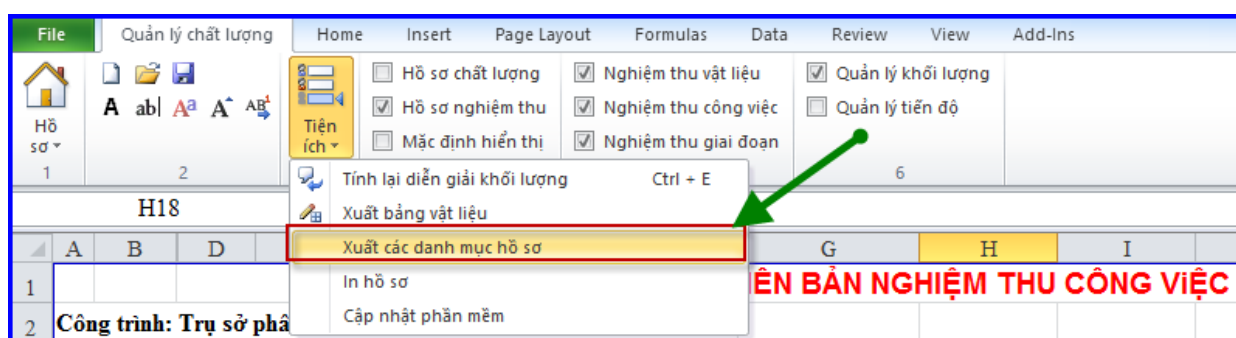 File Quản lý chất lượng Home Insert Page Layout Formulas Data Review View Add-Ins
Hồ sơ chất lượng Nghiệm thu vật liệu Quản lý khối lượng
A ab| Aa A AB¹ Hồ sơ nghiệm thu Nghiệm thu công việc Quản lý tiến độ
Hồ
sơ
Tiện
ích
Mặc định hiển thị Nghiệm thu giai đoạn
1 2 6
Tính lại diễn giải khối lượng Ctrl + E
H18
Xuất bảng vật liệu
Xuất các danh mục hồ sơ
In hồ sơ
Cập nhật phần mềm
A B D G H I
1 IÊN BẢN NGHIỆM THU CÔNG VIỆC
2 Công trình: Trụ sở phâ